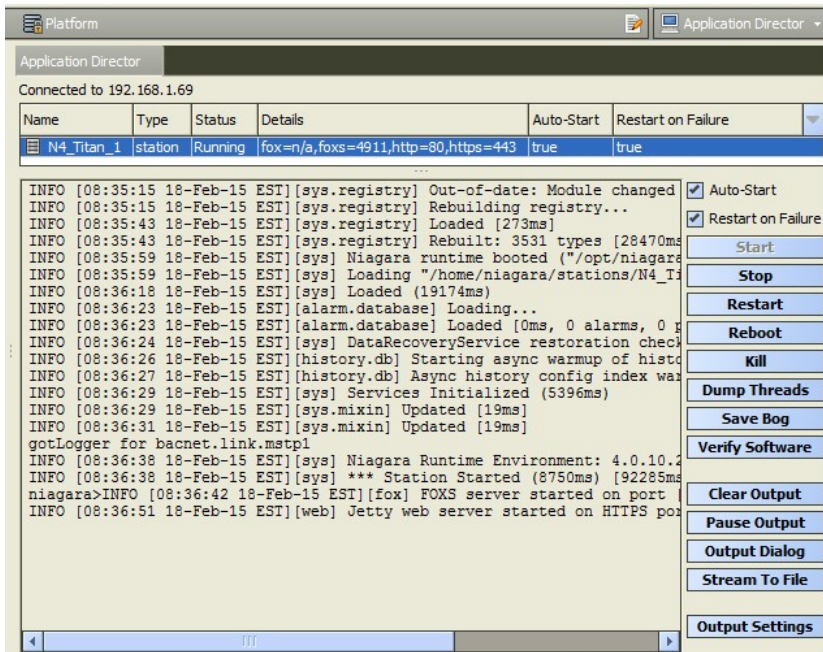 Platform
Application Director
Application Director
Connected to 192.168.1.69
Name Type Status Details Auto-Start Restart on Failure
N4_Titan_1 station Running fox=n/a,foxs=4911,http=80,https=443 true true
INFO [08:35:15 18-Feb-15 EST][sys.registry] Out-of-date: Module changed
INFO [08:35:15 18-Feb-15 EST][sys.registry] Rebuilding registry...
INFO [08:35:43 18-Feb-15 EST][sys.registry] Loaded [273ms]
INFO [08:35:43 18-Feb-15 EST][sys.registry] Rebuilt: 3531 types [28470ms
INFO [08:35:59 18-Feb-15 EST][sys] Niagara runtime booted ("/opt/niagara
INFO [08:35:59 18-Feb-15 EST][sys] Loading "/home/niagara/stations/N4_Ti
INFO [08:36:18 18-Feb-15 EST][sys] Loaded (19174ms)
INFO [08:36:23 18-Feb-15 EST][alarm.database] Loading...
INFO [08:36:23 18-Feb-15 EST][alarm.database] Loaded [0ms, 0 alarms, 0 p
INFO [08:36:24 18-Feb-15 EST][sys] DataRecoveryService restoration check
INFO [08:36:26 18-Feb-15 EST][history.db] Starting async warmup of histo
INFO [08:36:27 18-Feb-15 EST][history.db] Async history config index war
INFO [08:36:29 18-Feb-15 EST][sys] Services Initialized (5396ms)
INFO [08:36:29 18-Feb-15 EST][sys.mixin] Updated [19ms]
INFO [08:36:31 18-Feb-15 EST][sys.mixin] Updated [19ms]
gotLogger for bacnet.link.mstp1
INFO [08:36:38 18-Feb-15 EST][sys] Niagara Runtime Environment: 4.0.10.2
INFO [08:36:38 18-Feb-15 EST][sys] *** Station Started (8750ms) [92285ms
niagara>INFO [08:36:42 18-Feb-15 EST][fox] FOXS server started on port [
INFO [08:36:51 18-Feb-15 EST][web] Jetty web server started on HTTPS por
Auto-Start
Restart on Failure
Start
Stop
Restart
Reboot
Kill
Dump Threads
Save Bog
Verify Software
Clear Output
Pause Output
Output Dialog
Stream To File
Output Settings